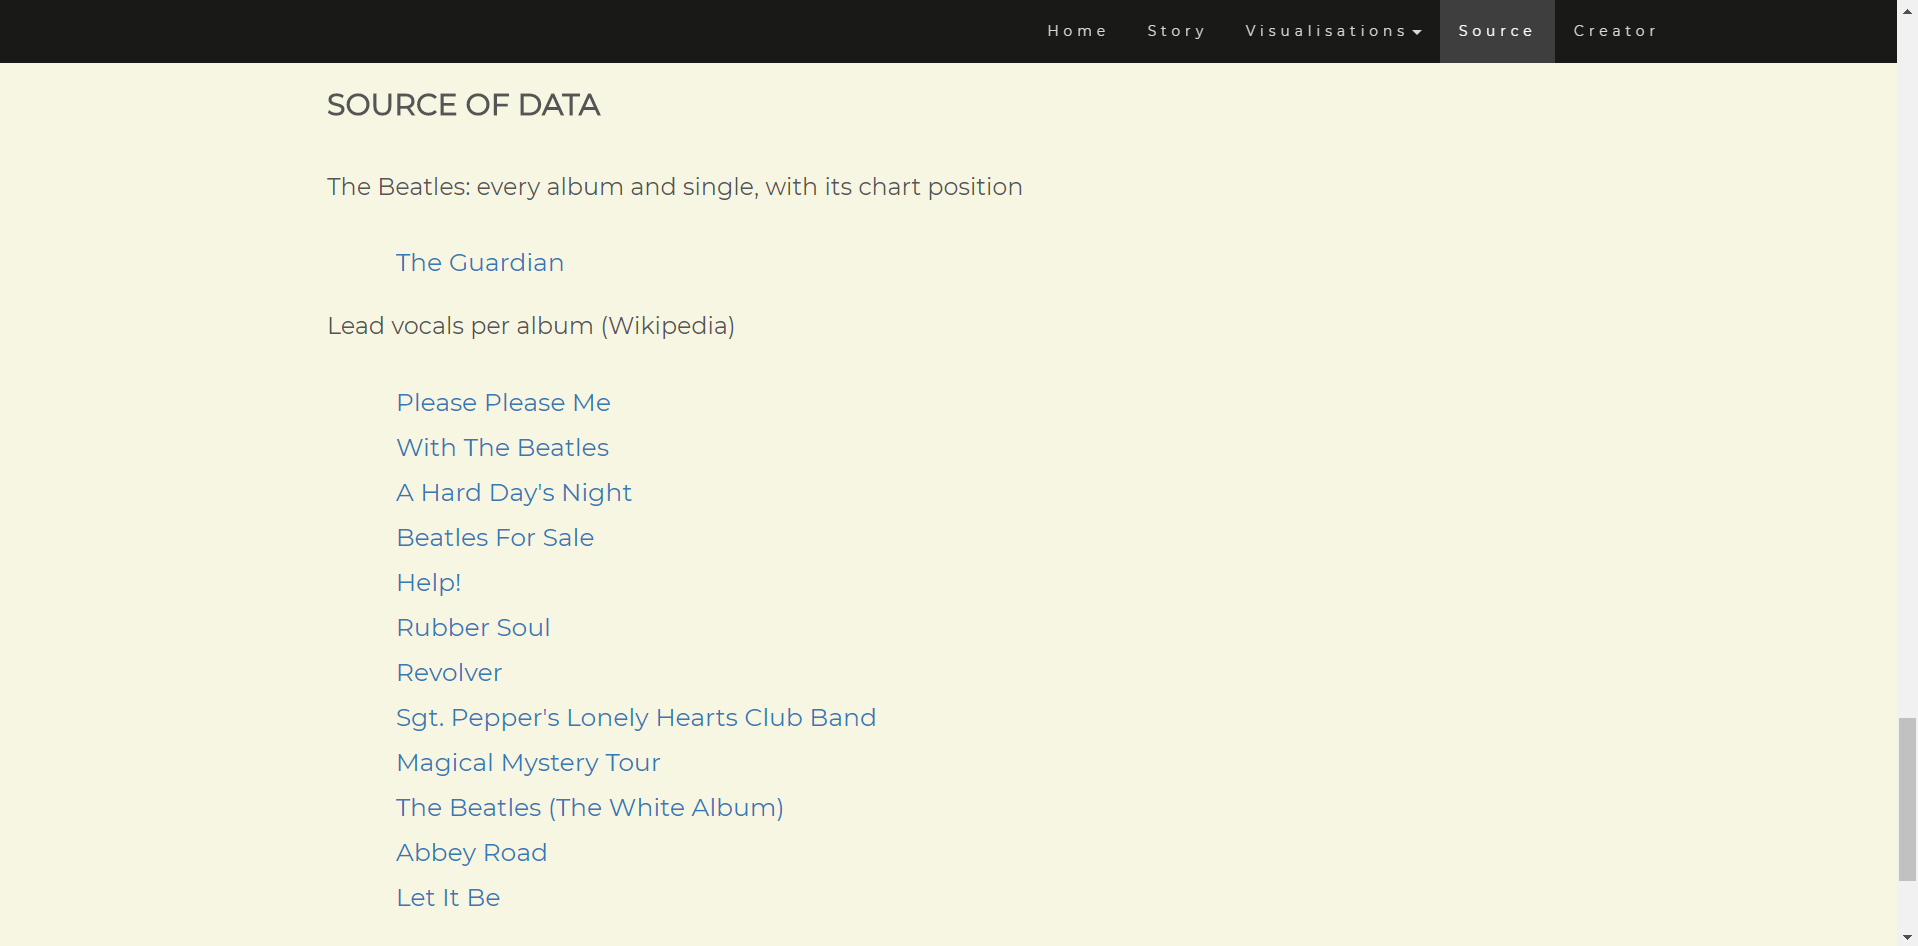 Home Story Visualisations Source Creator
SOURCE OF DATA
The Beatles: every album and single, with its chart position
The Guardian
Lead vocals per album (Wikipedia)
Please Please Me
With The Beatles
A Hard Day's Night
Beatles For Sale
Help!
Rubber Soul
Revolver
Sgt. Pepper's Lonely Hearts Club Band
Magical Mystery Tour
The Beatles (The White Album)
Abbey Road
Let It Be